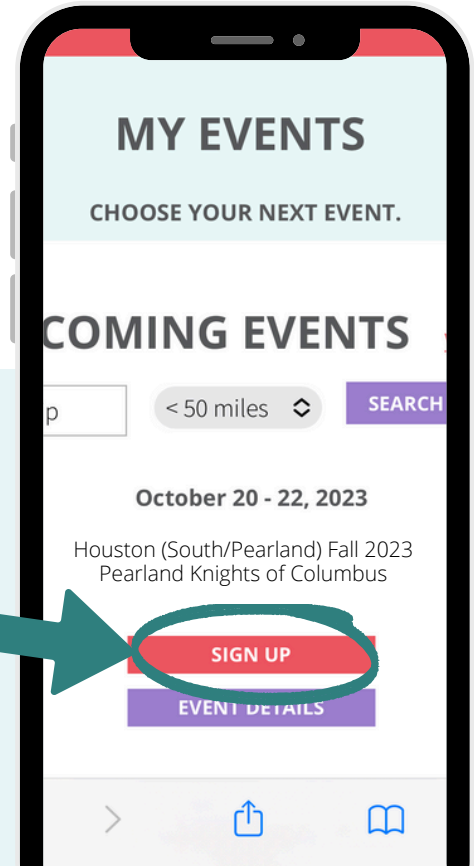 MY EVENTS
CHOOSE YOUR NEXT EVENT.
COMING EVENTS
p
< 50 miles
SEARCH
October 20 - 22, 2023
Houston (South/Pearland) Fall 2023
Pearland Knights of Columbus
SIGN UP
EVENT DETAILS